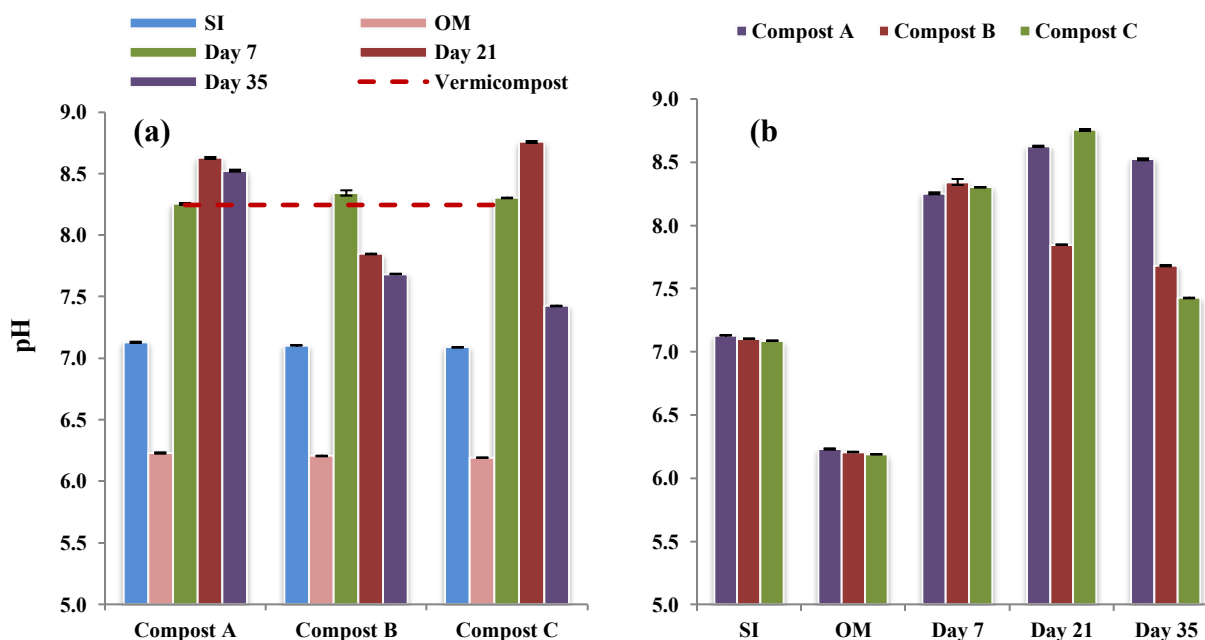 SI OM
Day 7 Day 21
Day 35 Vermicompost
(a)
pH
9.0
8.5
8.0
7.5
7.0
6.5
6.0
5.5
5.0
Compost A Compost B Compost C
Compost A Compost B Compost C
(b
9.0
8.5
8.0
7.5
7.0
6.5
6.0
5.5
5.0
SI OM Day 7 Day 21 Day 35